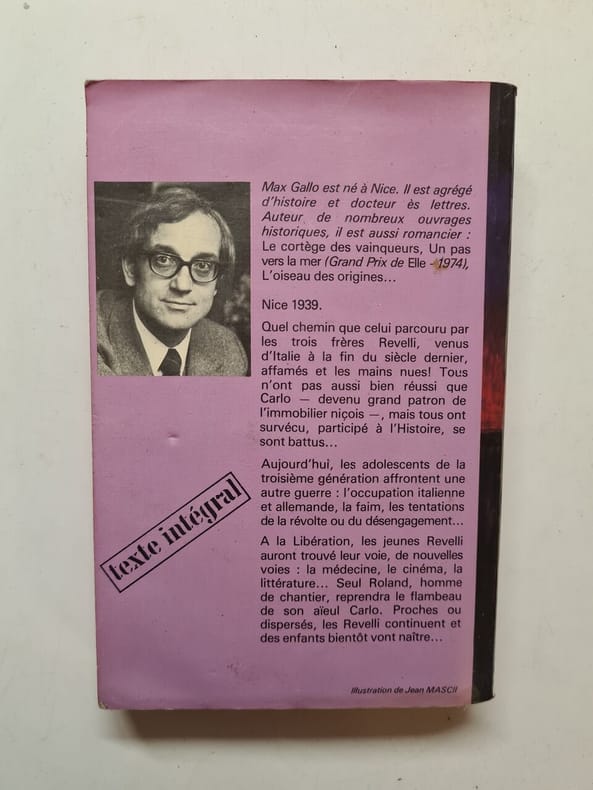 Max Gallo est né à Nice. Il est agrégé
d'histoire et docteur ès lettres.
Auteur de nombreux ouvrages
historiques, il est aussi romancier :
Le cortège des vainqueurs, Un pas
vers la mer (Grand Prix de Elle - 1974),
L'oiseau des origines...
Nice 1939.
Quel chemin que celui parcouru par
les trois frères Revelli, venus
d'Italie à la fin du siècle dernier,
affamés et les mains nues! Tous
n'ont pas aussi bien réussi que
Carlo — devenu grand patron de
l'immobilier niçois —, mais tous ont
survécu, participé à l'Histoire, se
sont battus...
Aujourd'hui, les adolescents de la
troisième génération affrontent une
autre guerre : l'occupation italienne
et allemande, la faim, les tentations
de la révolte ou du désengagement...
A la Libération, les jeunes Revelli
auront trouvé leur voie, de nouvelles
voies : la médecine, le cinéma, la
littérature... Seul Roland, homme
de chantier, reprendra le flambeau
de son aïeul Carlo. Proches ou
dispersés, les Revelli continuent et
des enfants bientôt vont naître...
texte intégral
Illustration de Jean MASCII